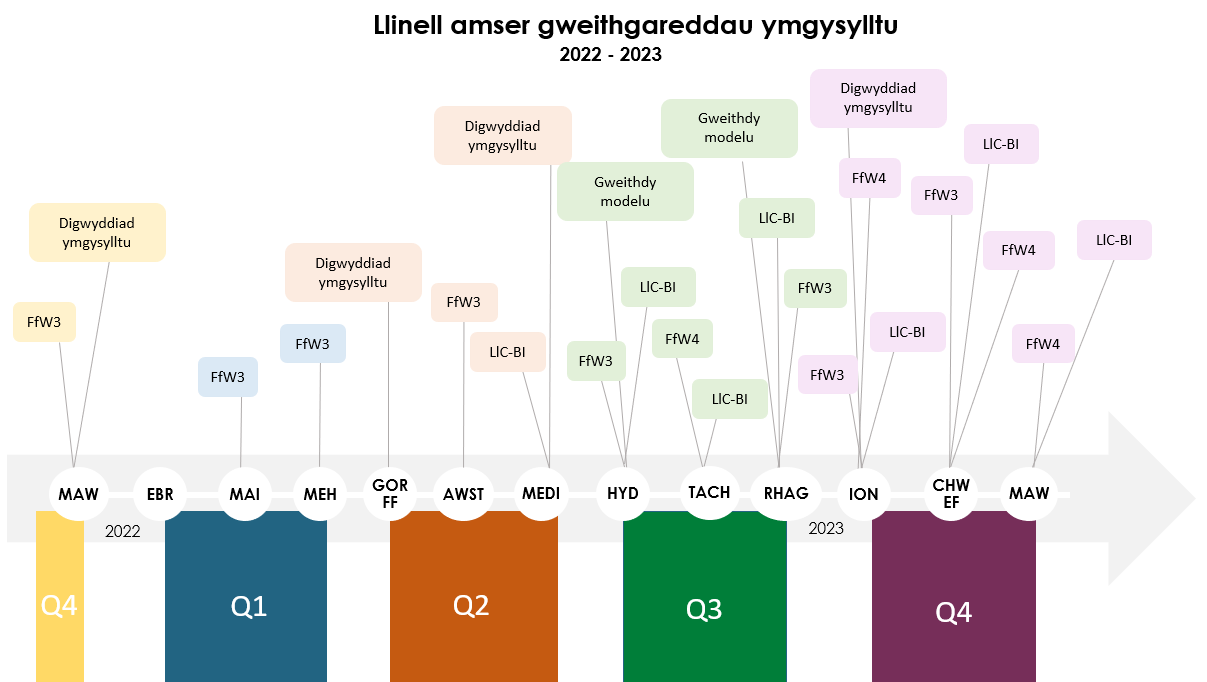 Llinell amser gweithgareddau ymgysylltu
2022 - 2023
Digwyddiad
ymgysylltu
Digwyddiad
ymgysylltu
Gweithdy
modelu
LlC-BI
Gweithdy
modelu
FfW4
FfW3
Digwyddiad
ymgysylltu
LlC-BI
LlC-BI
FfW4
Digwyddiad
ymgysylltu
LlC-BI
FfW3
FfW3
FfW3
FfW3
LlC-BI
FfW4
LlC-BI
FfW4
FfW3
FfW3
FfW3
LlC-BI
MAW
EBR
MAI
MEH
GOR
FF
AWST
MEDI
HYD
TACH
RHAG
ION
CHW
EF
MAW
2022
2023
Q4
Q1
Q2
Q3
Q4